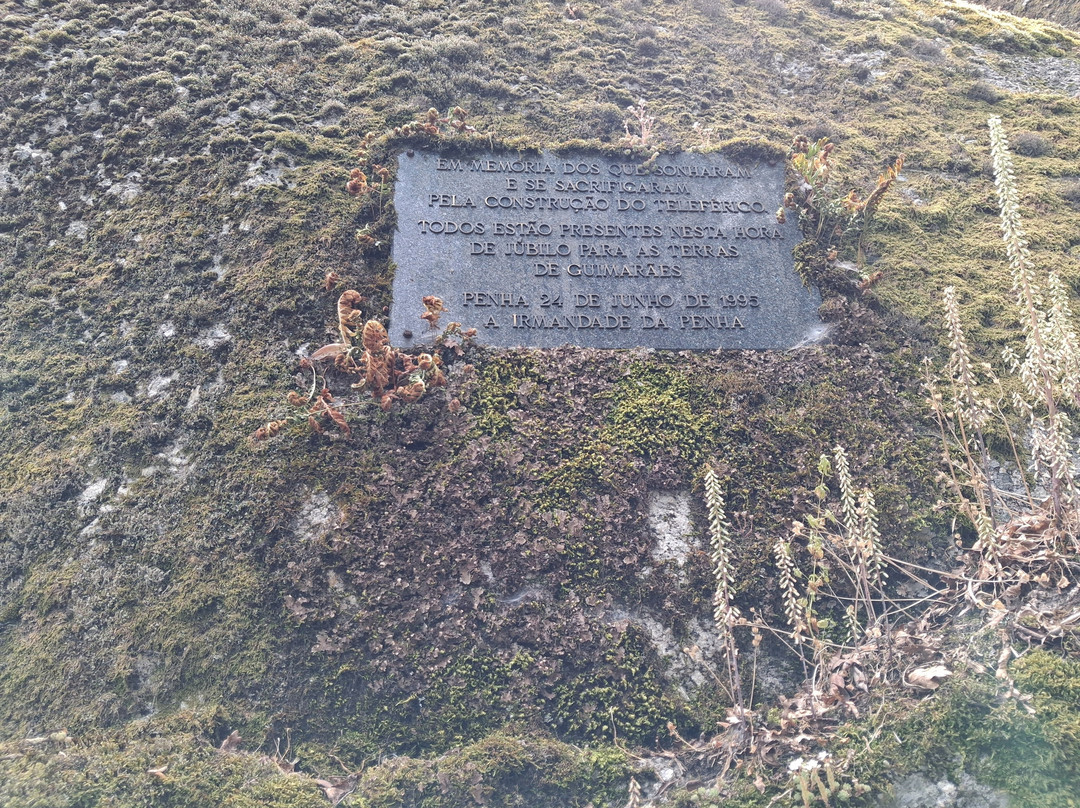 EM MEMÓRIA DOS QUE SONHARAM
E SE SACRIFICARAM
PELA CONSTRUÇÃO DO TELEFÉRICO.
TODOS ESTÃO PRESENTES NESTA HORA
DE JÚBILO PARA AS TERRAS
DE GUIMARÃES
PENHA 24 DE JUNHO DE 1995
A IRMANDADE DA PENHA